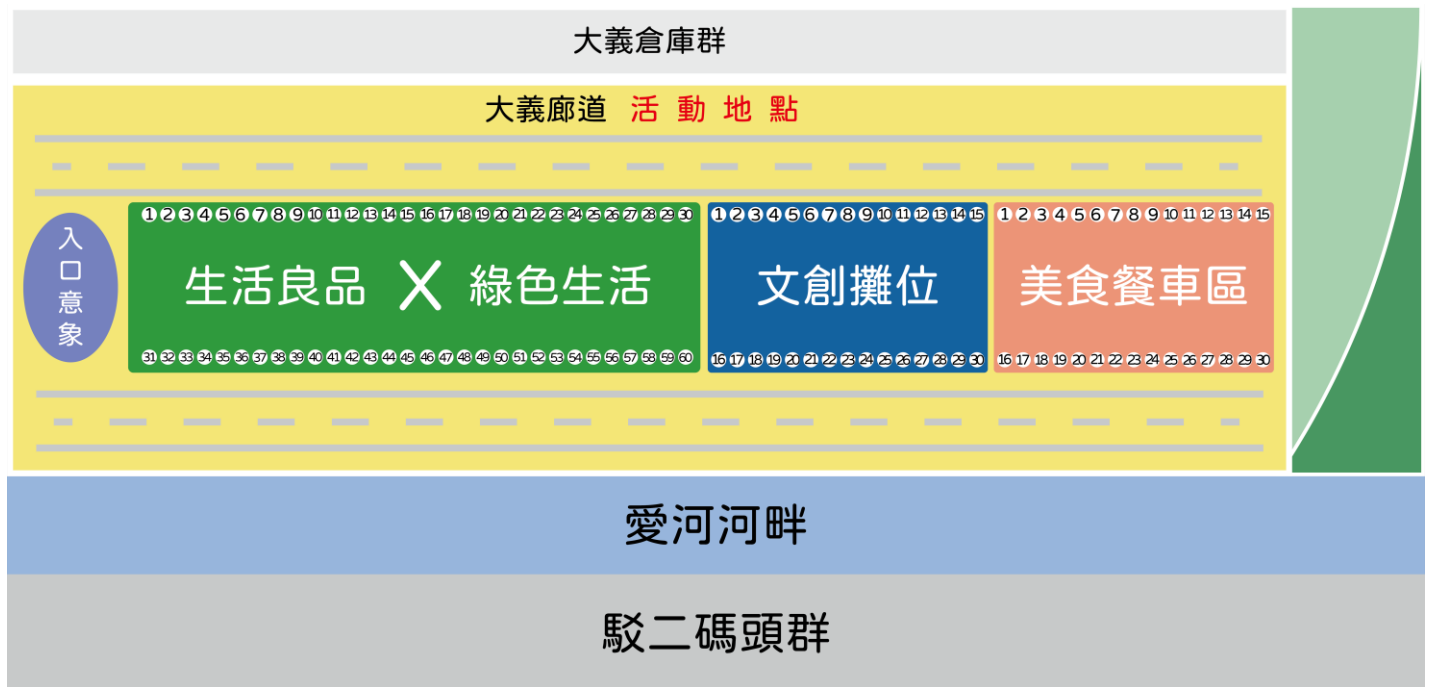 大義倉庫群
大義廊道 活動地點
1 2 3 4 5 6 7 8 9 10 11 12 13 14 15 16 17 18 19 20 21 22 23 24 25 26 27 28 29 30
生活良品 X 綠色生活
31 32 33 34 35 36 37 38 39 40 41 42 43 44 45 46 47 48 49 50 51 52 53 54 55 56 57 58 59 60
1 2 3 4 5 6 7 8 9 10 11 12 13 14 15
文創攤位
16 17 18 19 20 21 22 23 24 25 26 27 28 29 30
1 2 3 4 5 6 7 8 9 10 11 12 13 14 15
美食餐車區
16 17 18 19 20 21 22 23 24 25 26 27 28 29 30
入口意象
愛河河畔
駁二碼頭群